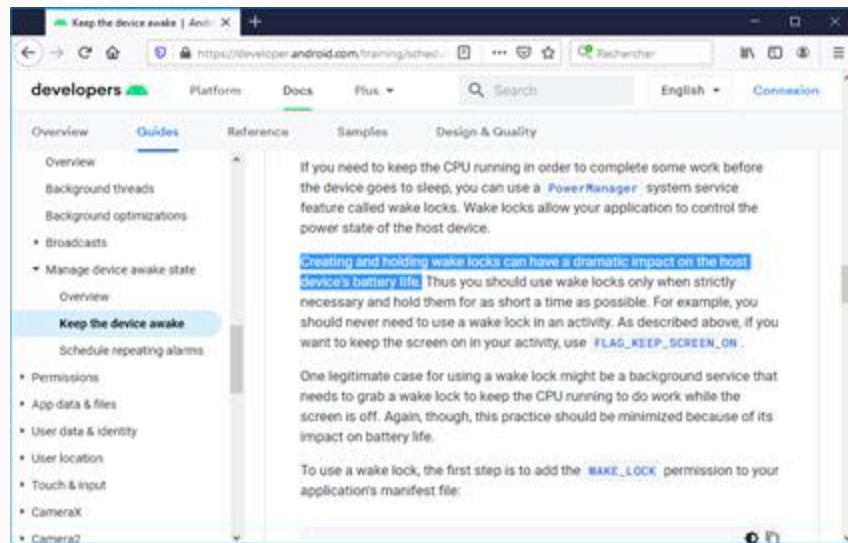 Keep the device awake | Andr
https://developer.android.com/training/sched
Rechercher
developers
Platform
Docs
Plus
Search
English
Connexion
Overview
Guides
Reference
Samples
Design & Quality
Overview
Background threads
Background optimizations
Broadcasts
Manage device awake state
Overview
Keep the device awake
Schedule repeating alarms
Permissions
App data & files
User data & identity
User location
Touch & input
CameraX
Camera2
If you need to keep the CPU running in order to complete some work before
the device goes to sleep, you can use a PowerManager system service
feature called wake locks. Wake locks allow your application to control the
power state of the host device.
Creating and holding wake locks can have a dramatic impact on the host
device's battery life. Thus you should use wake locks only when strictly
necessary and hold them for as short a time as possible. For example, you
should never need to use a wake lock in an activity. As described above, if you
want to keep the screen on in your activity, use FLAG_KEEP_SCREEN_ON .
One legitimate case for using a wake lock might be a background service that
needs to grab a wake lock to keep the CPU running to do work while the
screen is off. Again, though, this practice should be minimized because of its
impact on battery life.
To use a wake lock, the first step is to add the WAKE_LOCK permission to your
application's manifest file: